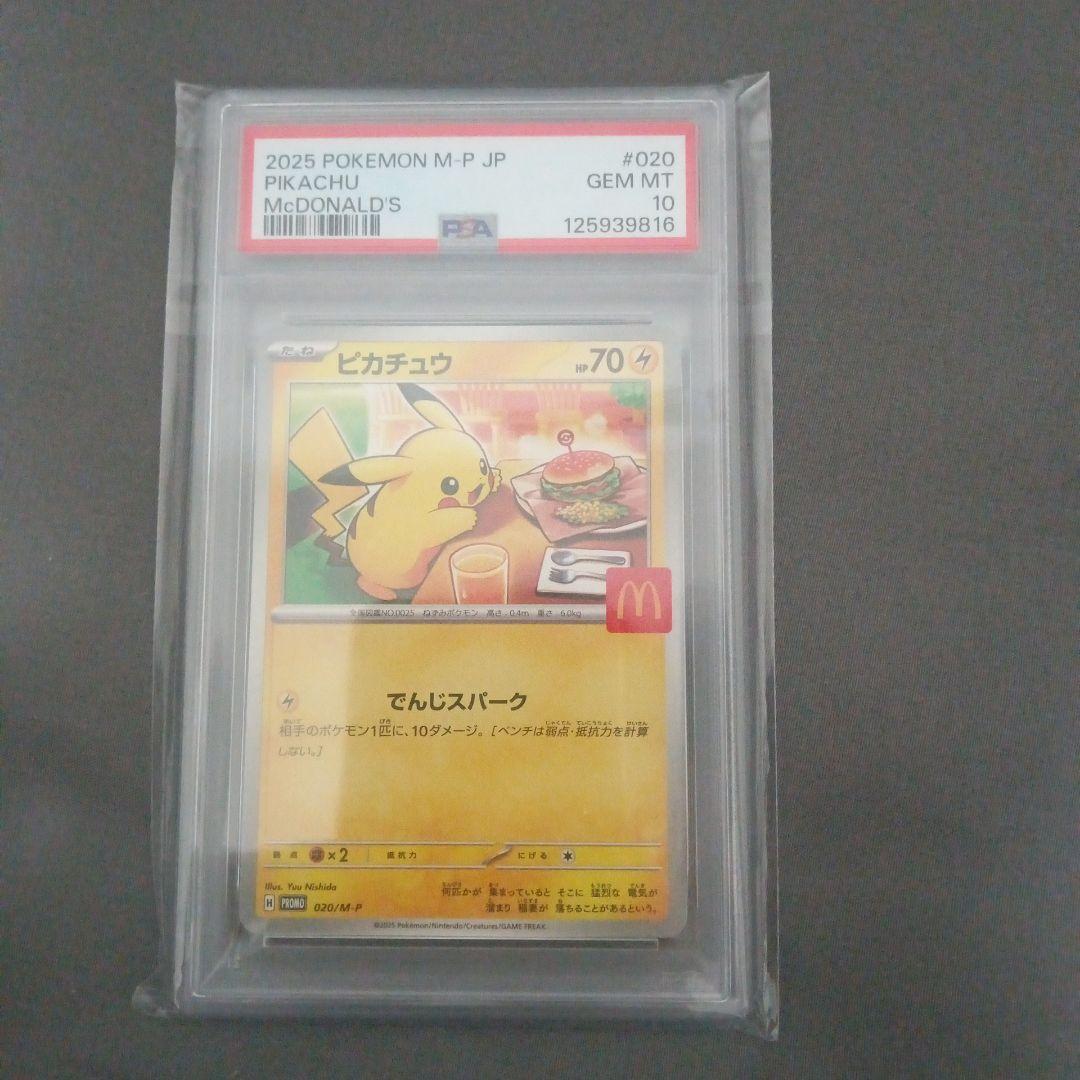 2025 POKEMON M-P JP #020
PIKACHU GEM MT
McDONALD'S 10
PSA 125939816
たね ピカチュウ HP70
全国図鑑NO.0025 ねずみポケモン 高さ:0.4m 重さ:6.0kg
M
でんじスパーク
相手のポケモン1匹に、10ダメージ。[ベンチは弱点・抵抗力を計算
しない。]
弱点 ×2 抵抗力 にげる
Illus. Yuu Nishida
何匹かが 集まっていると そこに 猛烈な 電気が
溜まり 稲妻が 落ちることがあるという。
H PROMO 020/M-P
©2025 Pokémon/Nintendo/Creatures/GAME FREAK